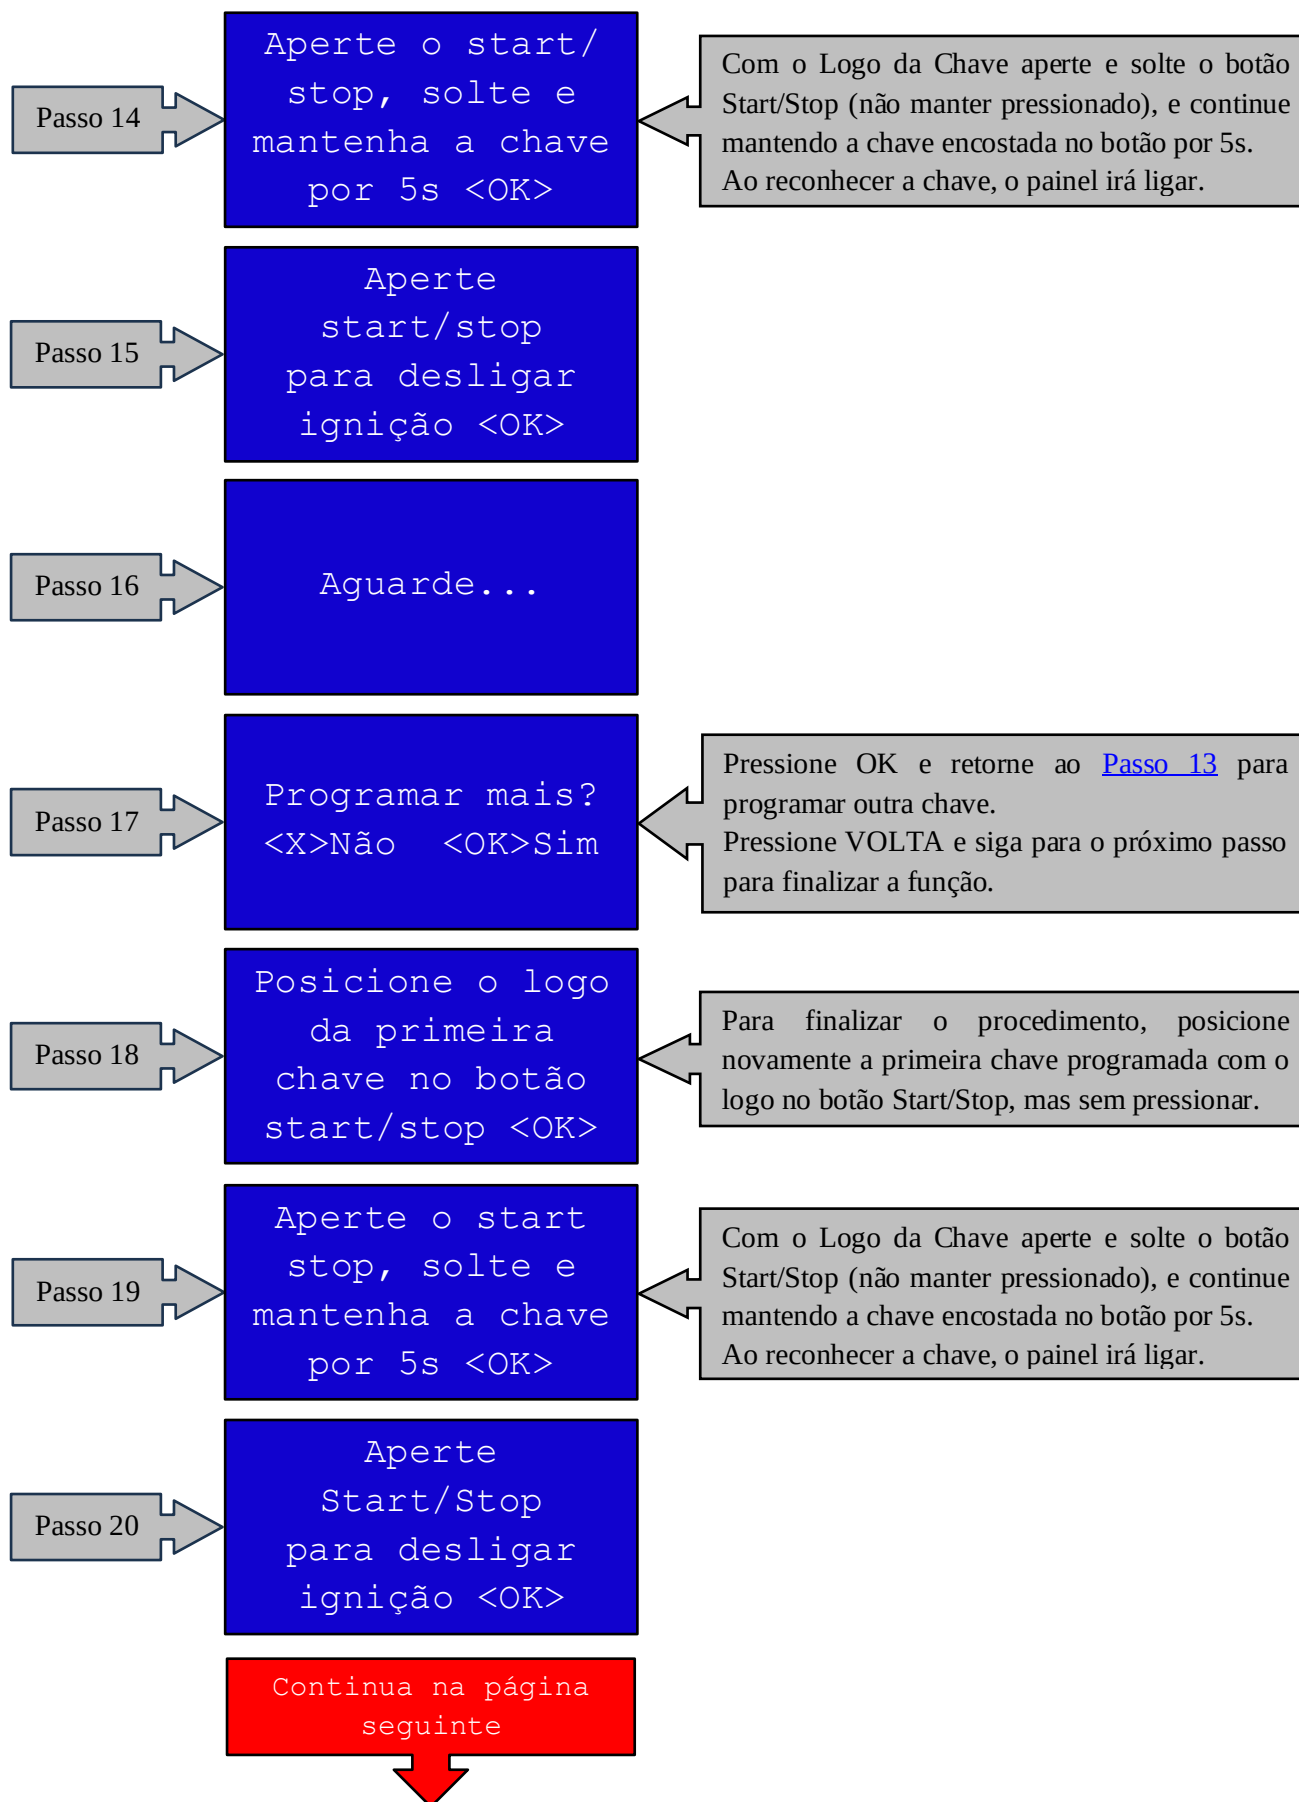 Passo 14
Aperte o start/
stop, solte e
mantenha a chave
por 5s <OK>
Com o Logo da Chave aperte e solte o botão
Start/Stop (não manter pressionado), e continue
mantendo a chave encostada no botão por 5s.
Ao reconhecer a chave, o painel irá ligar.
Passo 15
Aperte
start/stop
para desligar
ignição <OK>
Passo 16
Aguarde...
Passo 17
Programar mais?
<X>Não <OK>Sim
Pressione OK e retorne ao Passo 13 para
programar outra chave.
Pressione VOLTA e siga para o próximo passo
para finalizar a função.
Passo 18
Posicione o logo
da primeira
chave no botão
start/stop <OK>
Para finalizar o procedimento, posicione
novamente a primeira chave programada com o
logo no botão Start/Stop, mas sem pressionar.
Passo 19
Aperte o start
stop, solte e
mantenha a chave
por 5s <OK>
Com o Logo da Chave aperte e solte o botão
Start/Stop (não manter pressionado), e continue
mantendo a chave encostada no botão por 5s.
Ao reconhecer a chave, o painel irá ligar.
Passo 20
Aperte
Start/Stop
para desligar
ignição <OK>
Continua na página
seguinte